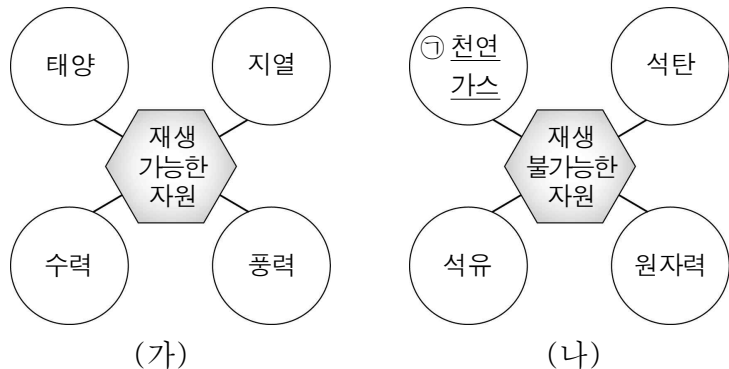 태양
지열
재생
가능한
자원
수력
풍력
(가)
㉠ 천연
가스
석탄
재생
불가능한
자원
석유
원자력
(나)